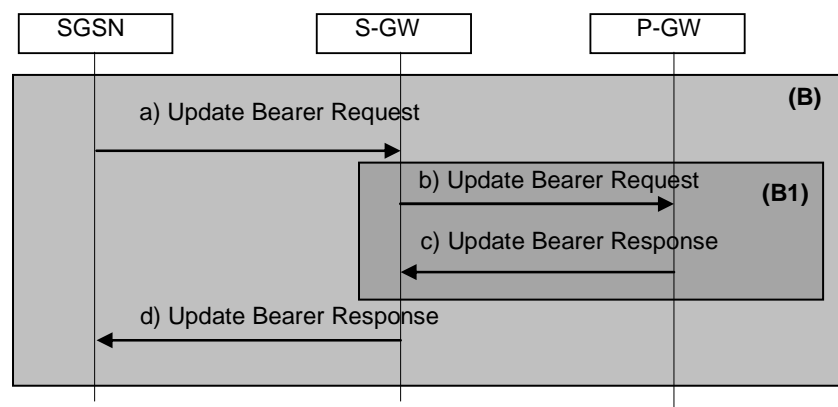 SGSN
S-GW
P-GW
(B)
a) Update Bearer Request
b) Update Bearer Request
(B1)
c) Update Bearer Response
d) Update Bearer Response